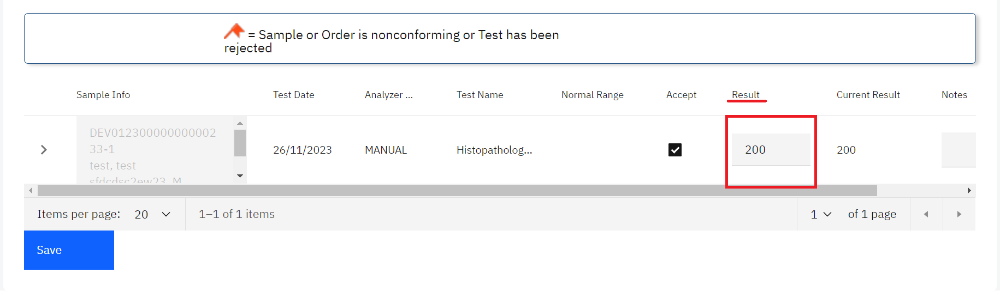 = Sample or Order is nonconforming or Test has been
rejected
Sample Info Test Date Analyzer ... Test Name Normal Range Accept Result Current Result Notes
DEV012300000000002
33-1
test, test
sfdcdsc2ew23, M
26/11/2023 MANUAL Histopatholog... 200 200
Items per page: 20 1–1 of 1 items 1 of 1 page
Save